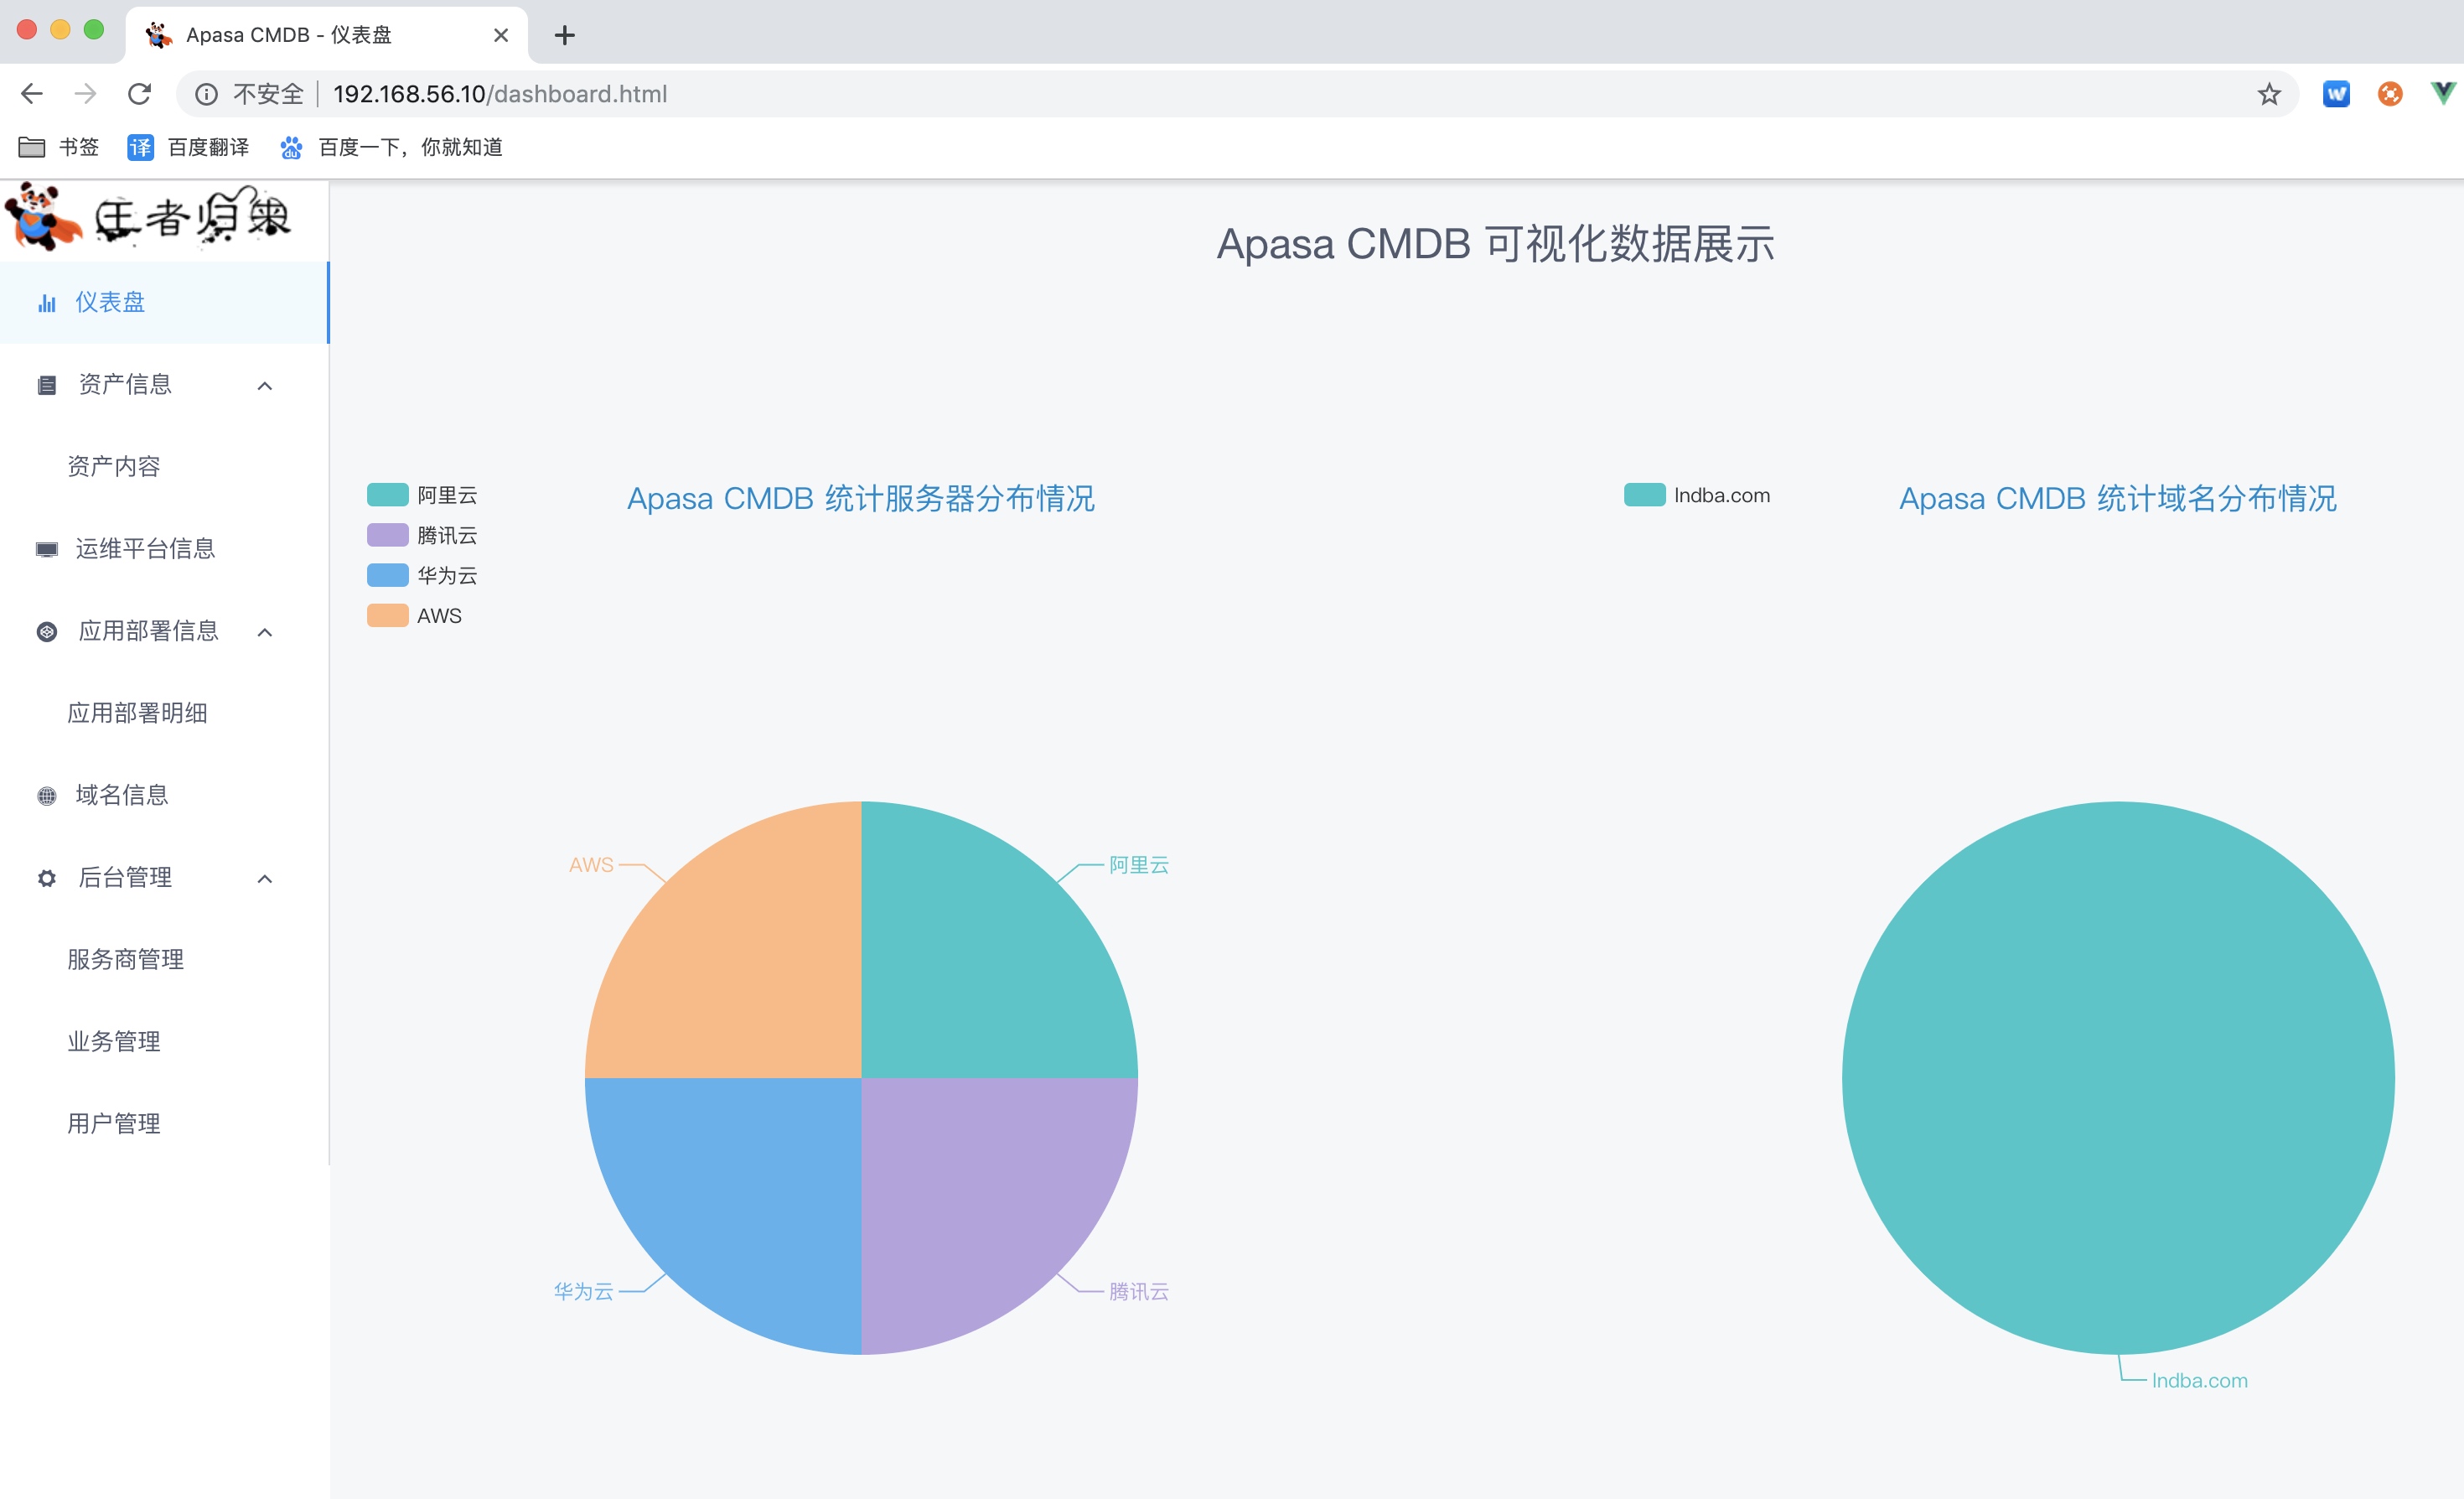 Apasa CMDB - 仪表盘
不安全 192.168.56.10/dashboard.html
书签 百度翻译 百度一下，你就知道
王者归来
仪表盘
资产信息
资产内容
运维平台信息
应用部署信息
应用部署明细
域名信息
后台管理
服务商管理
业务管理
用户管理
Apasa CMDB 可视化数据展示
阿里云
腾讯云
华为云
AWS
Apasa CMDB 统计服务器分布情况
AWS
阿里云
华为云
腾讯云
lndba.com
Apasa CMDB 统计域名分布情况
lndba.com